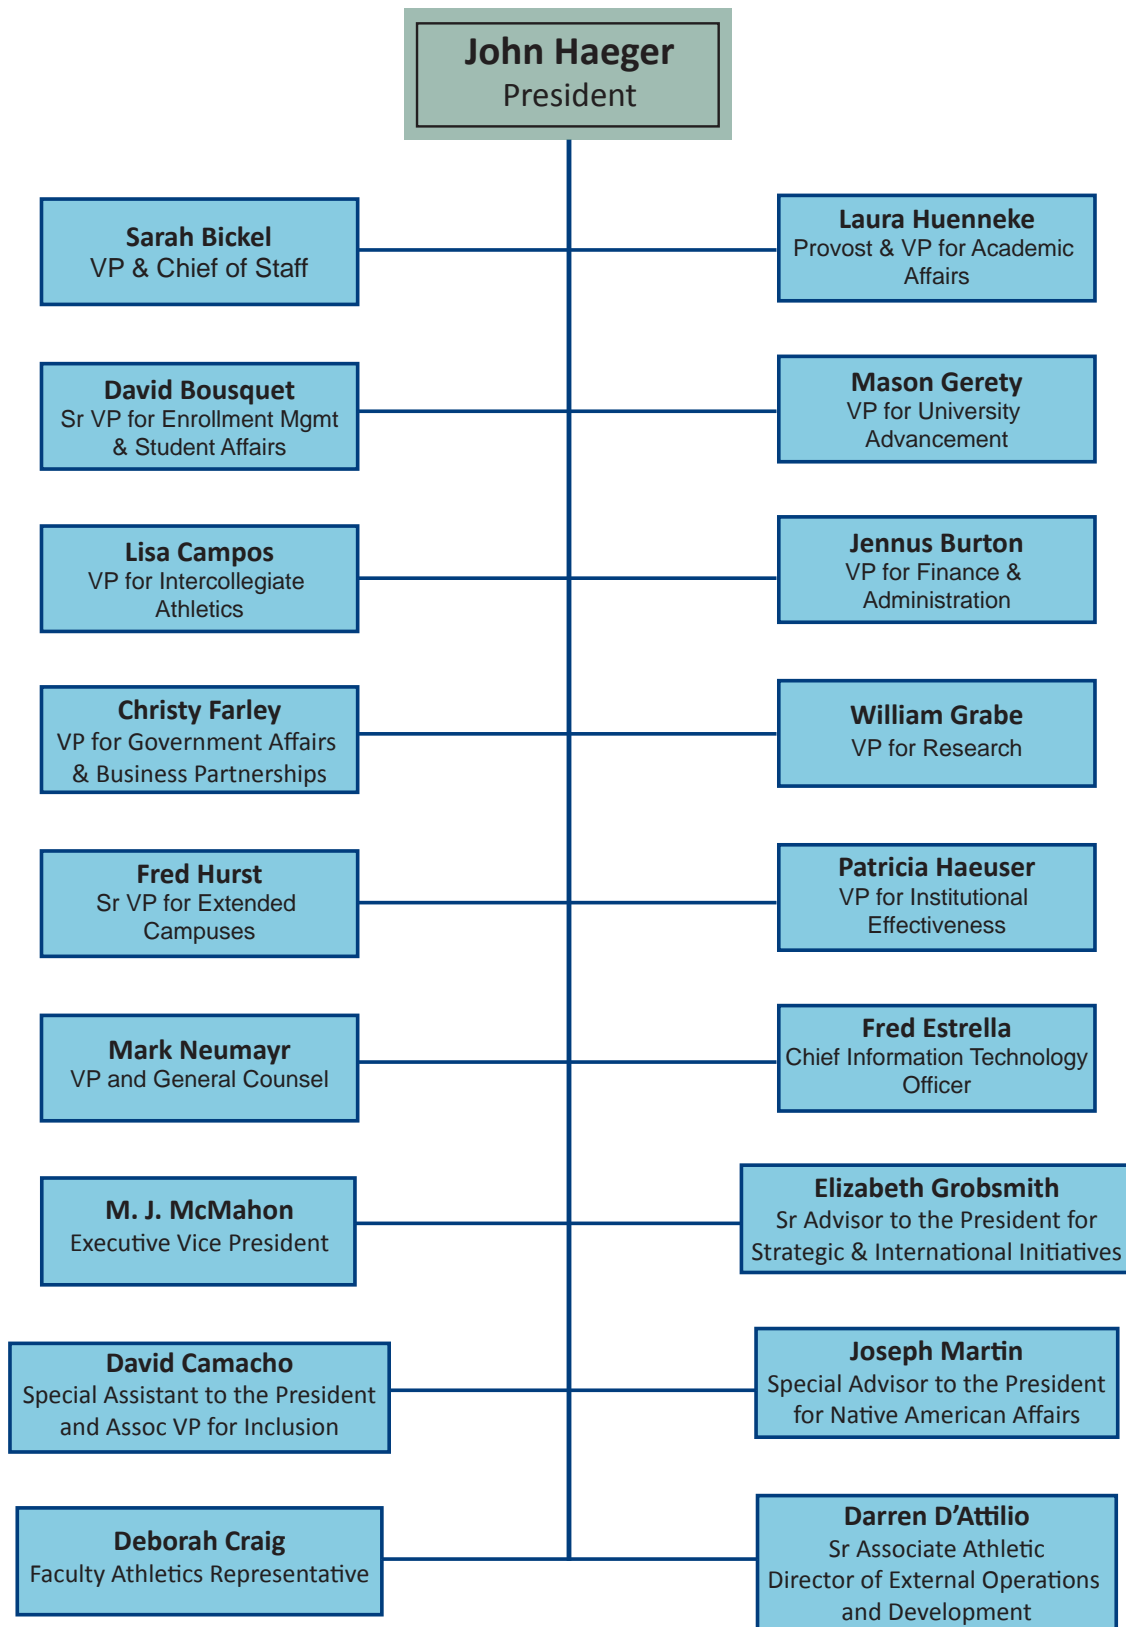 John Haeger
President
Sarah Bickel
VP & Chief of Staff
Laura Huenneke
Provost & VP for Academic
Affairs
David Bousquet
Sr VP for Enrollment Mgmt
& Student Affairs
Mason Gerety
VP for University
Advancement
Lisa Campos
VP for Intercollegiate
Athletics
Jennus Burton
VP for Finance &
Administration
Christy Farley
VP for Government Affairs
& Business Partnerships
William Grabe
VP for Research
Fred Hurst
Sr VP for Extended
Campuses
Patricia Haeuser
VP for Institutional
Effectiveness
Mark Neumayr
VP and General Counsel
Fred Estrella
Chief Information Technology
Officer
M. J. McMahon
Executive Vice President
Elizabeth Grobsmith
Sr Advisor to the President for
Strategic & International Initiatives
David Camacho
Special Assistant to the President
and Assoc VP for Inclusion
Joseph Martin
Special Advisor to the President
for Native American Affairs
Deborah Craig
Faculty Athletics Representative
Darren D’Attilio
Sr Associate Athletic
Director of External Operations
and Development